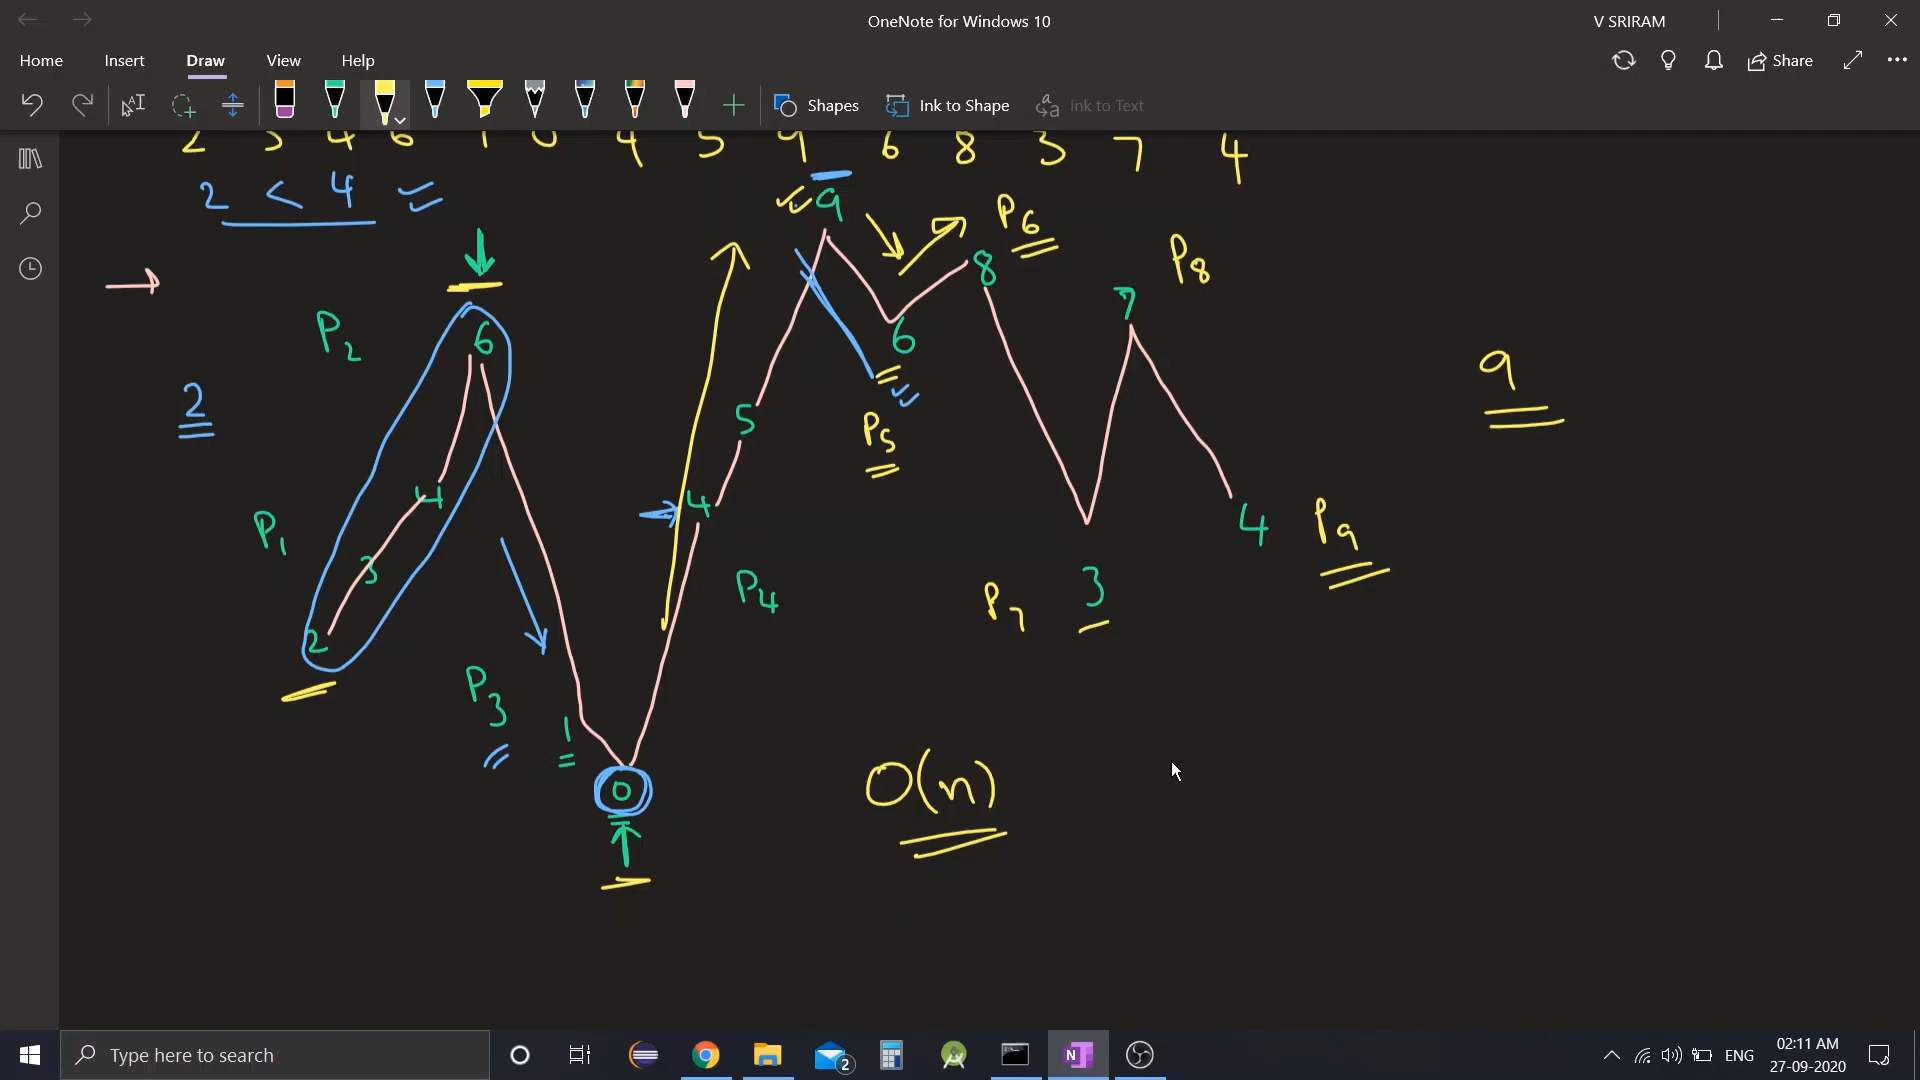 OneNote for Windows 10
V SRIRAM
Home Insert Draw View Help
Share
Shapes Ink to Shape Ink to Text
2 3 4 6 1 0 4 5 9 6 8 3 7 4
2 < 4
9
P6
P8
8
7
6
P2
6
9
2
5
P5
4
4
4
P9
P1
3
P4
P7
3
2
P3
1
0
O(n)
Type here to search
2
N
ENG
02:11 AM
27-09-2020